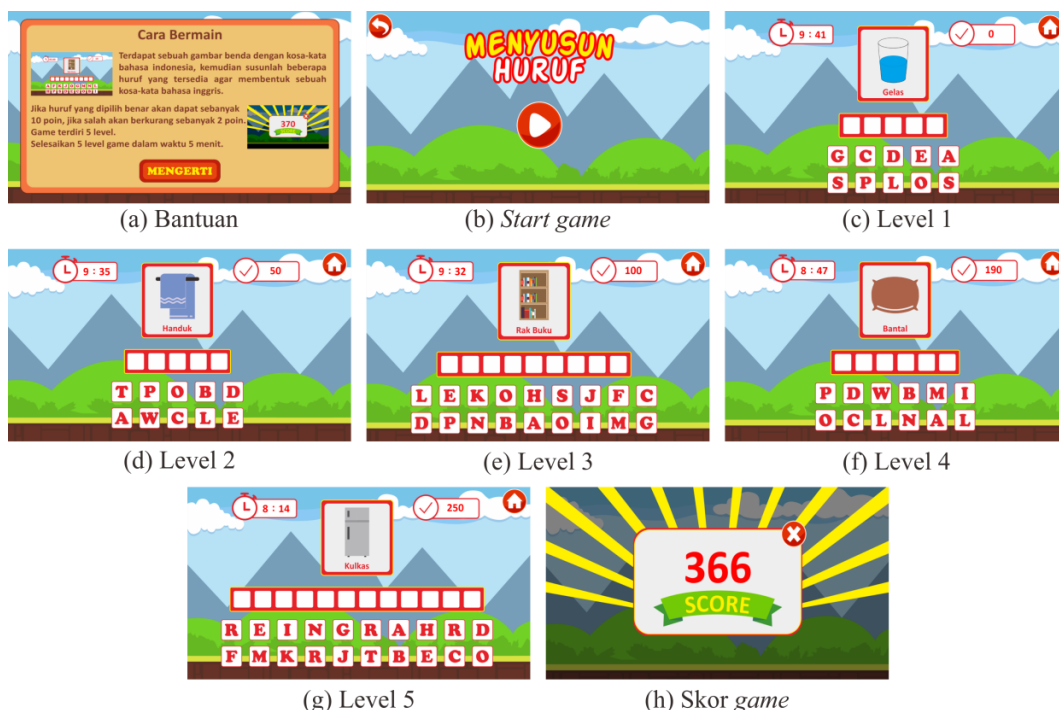 Cara Bermain
Terdapat sebuah gambar benda dengan kosa-kata
bahasa indonesia, kemudian susunlah beberapa
huruf yang tersedia agar membentuk sebuah
kosa-kata bahasa inggris.
Jika huruf yang dipilih benar akan dapat sebanyak
10 poin, jika salah akan berkurang sebanyak 2 poin.
Game terdiri 5 level.
Selesaikan 5 level game dalam waktu 5 menit.
370
MENGERTI
(a) Bantuan
MENYUSUN
HURUF
(b) Start game
9 : 41
0
Gelas
G C D E A
S P L O S
(c) Level 1
9 : 35
50
Handuk
T P O B D
A W C L E
(d) Level 2
9 : 32
100
Rak Buku
L E K O H S J F C
D P N B A O I M G
(e) Level 3
8 : 47
190
Bantal
P D W B M I
O C L N A L
(f) Level 4
8 : 14
250
Kulkas
R E I N G R A H R D
F M K R J T B E C O
(g) Level 5
366
SCORE
(h) Skor game